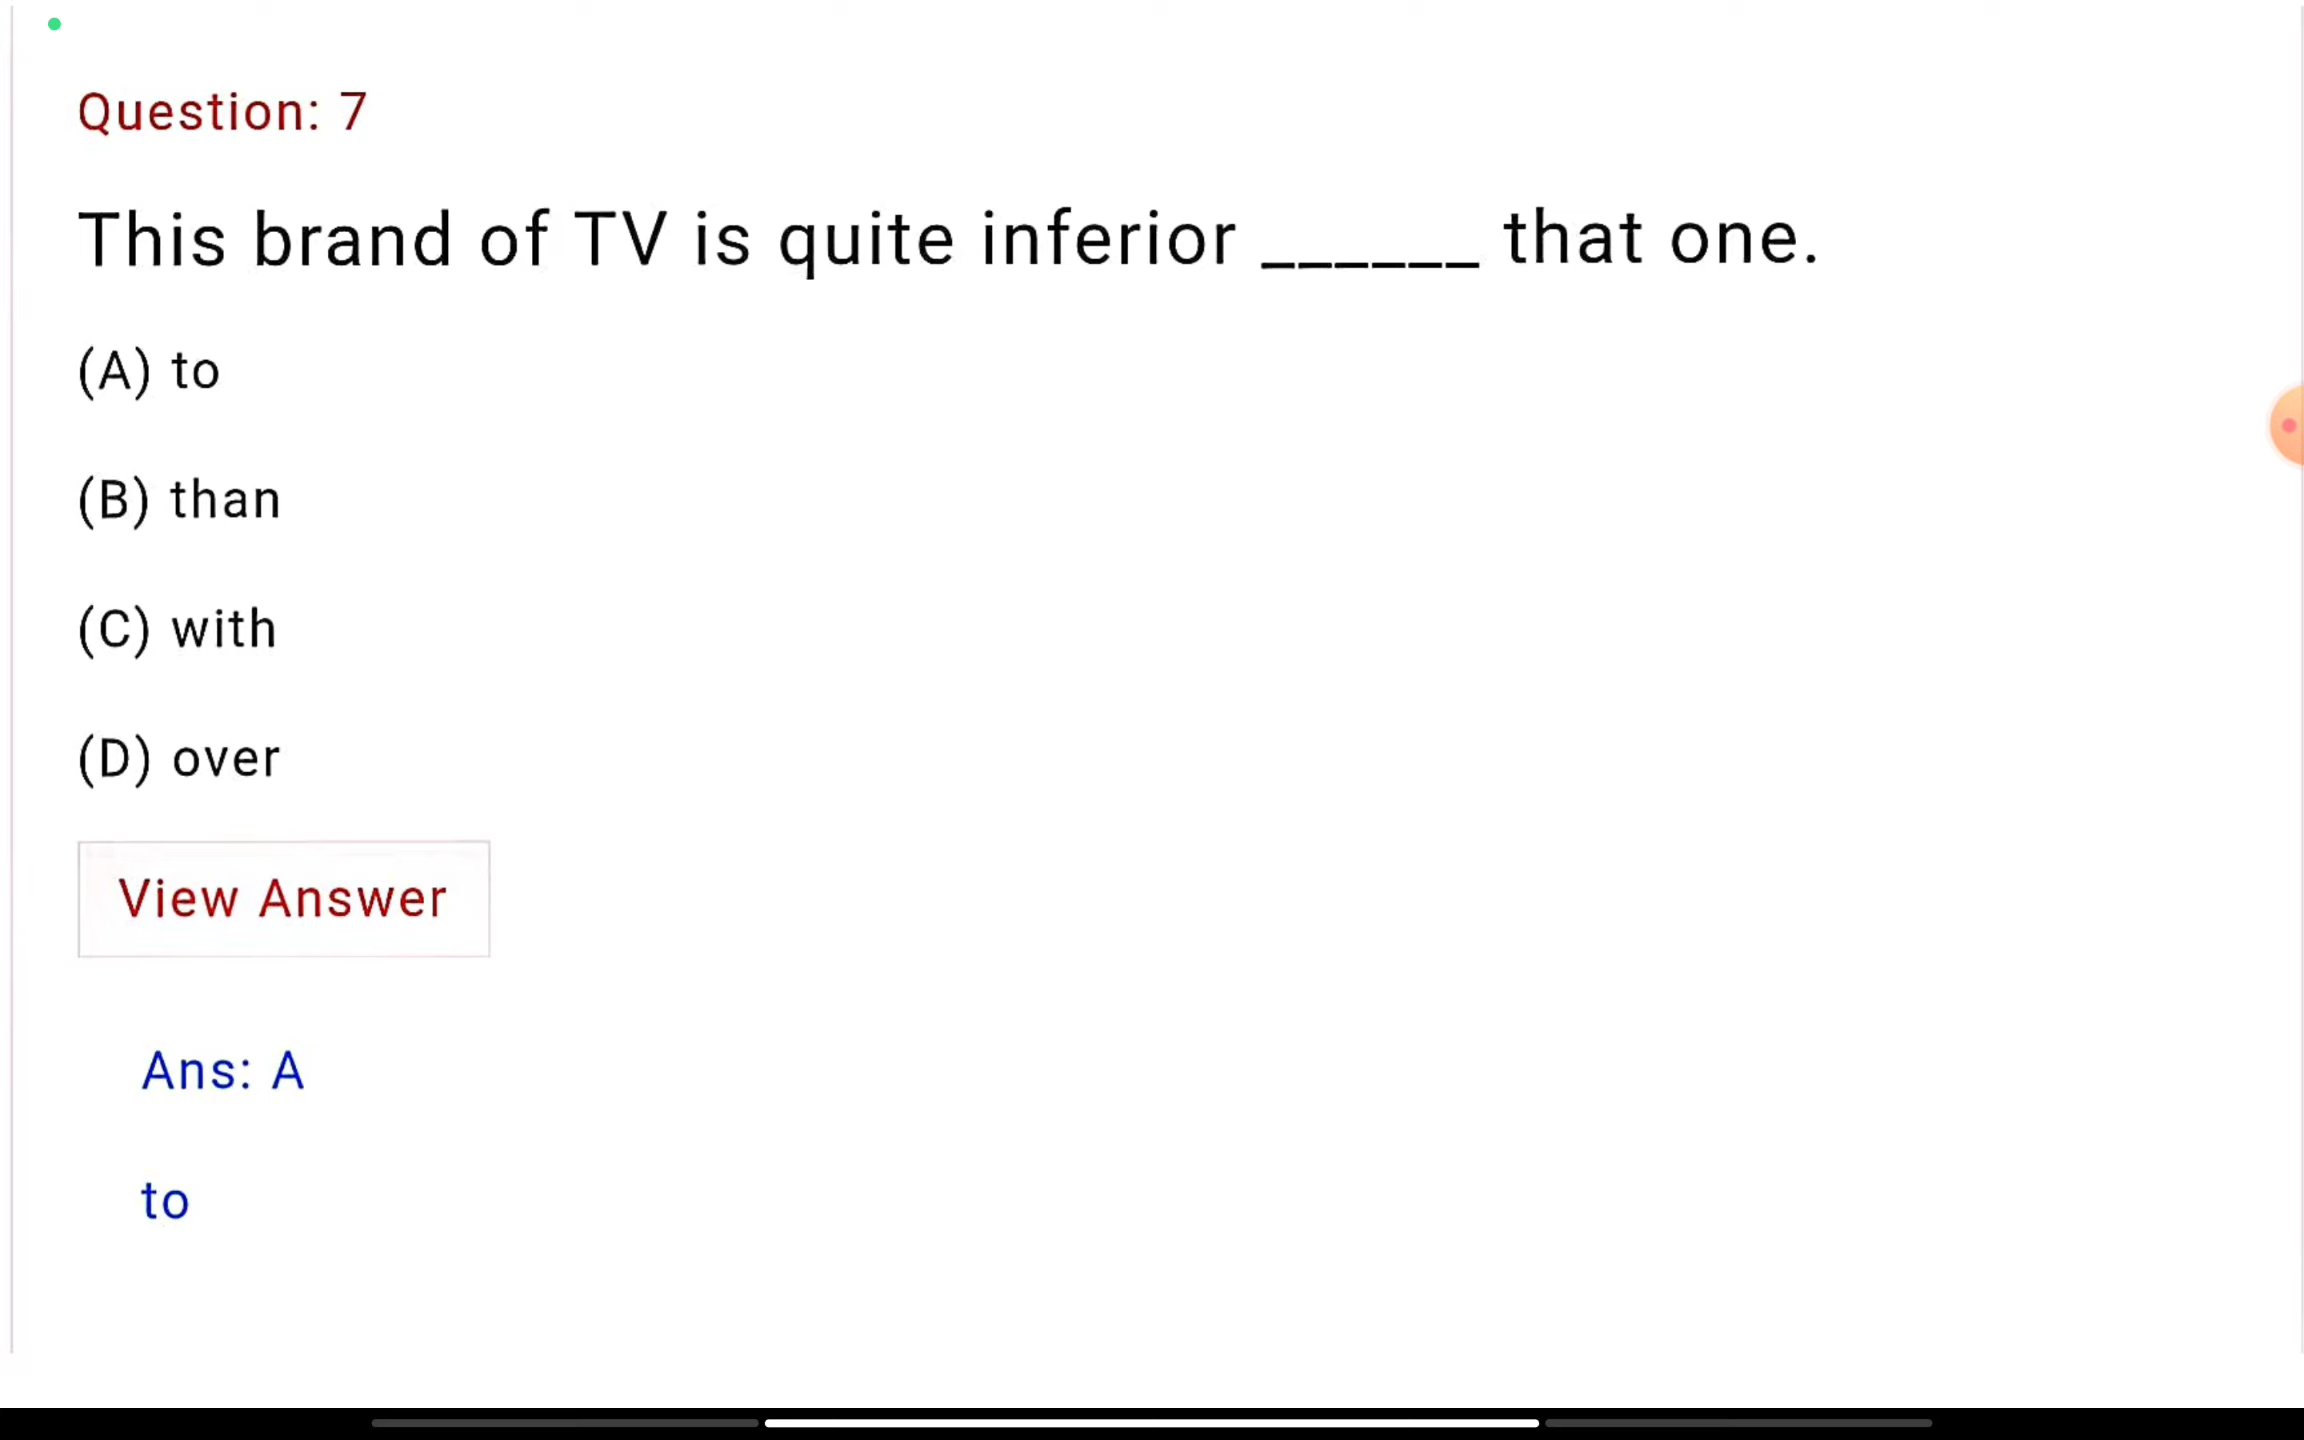 Question: 7
This brand of TV is quite inferior ______ that one.
(A) to
(B) than
(C) with
(D) over
View Answer
Ans: A
to